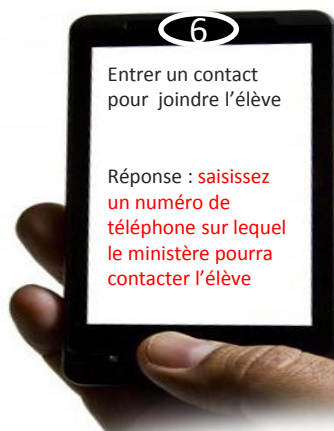 6
Entrer un contact
pour joindre l’élève
Réponse : saisissez
un numéro de
téléphone sur lequel
le ministère pourra
contacter l’élève